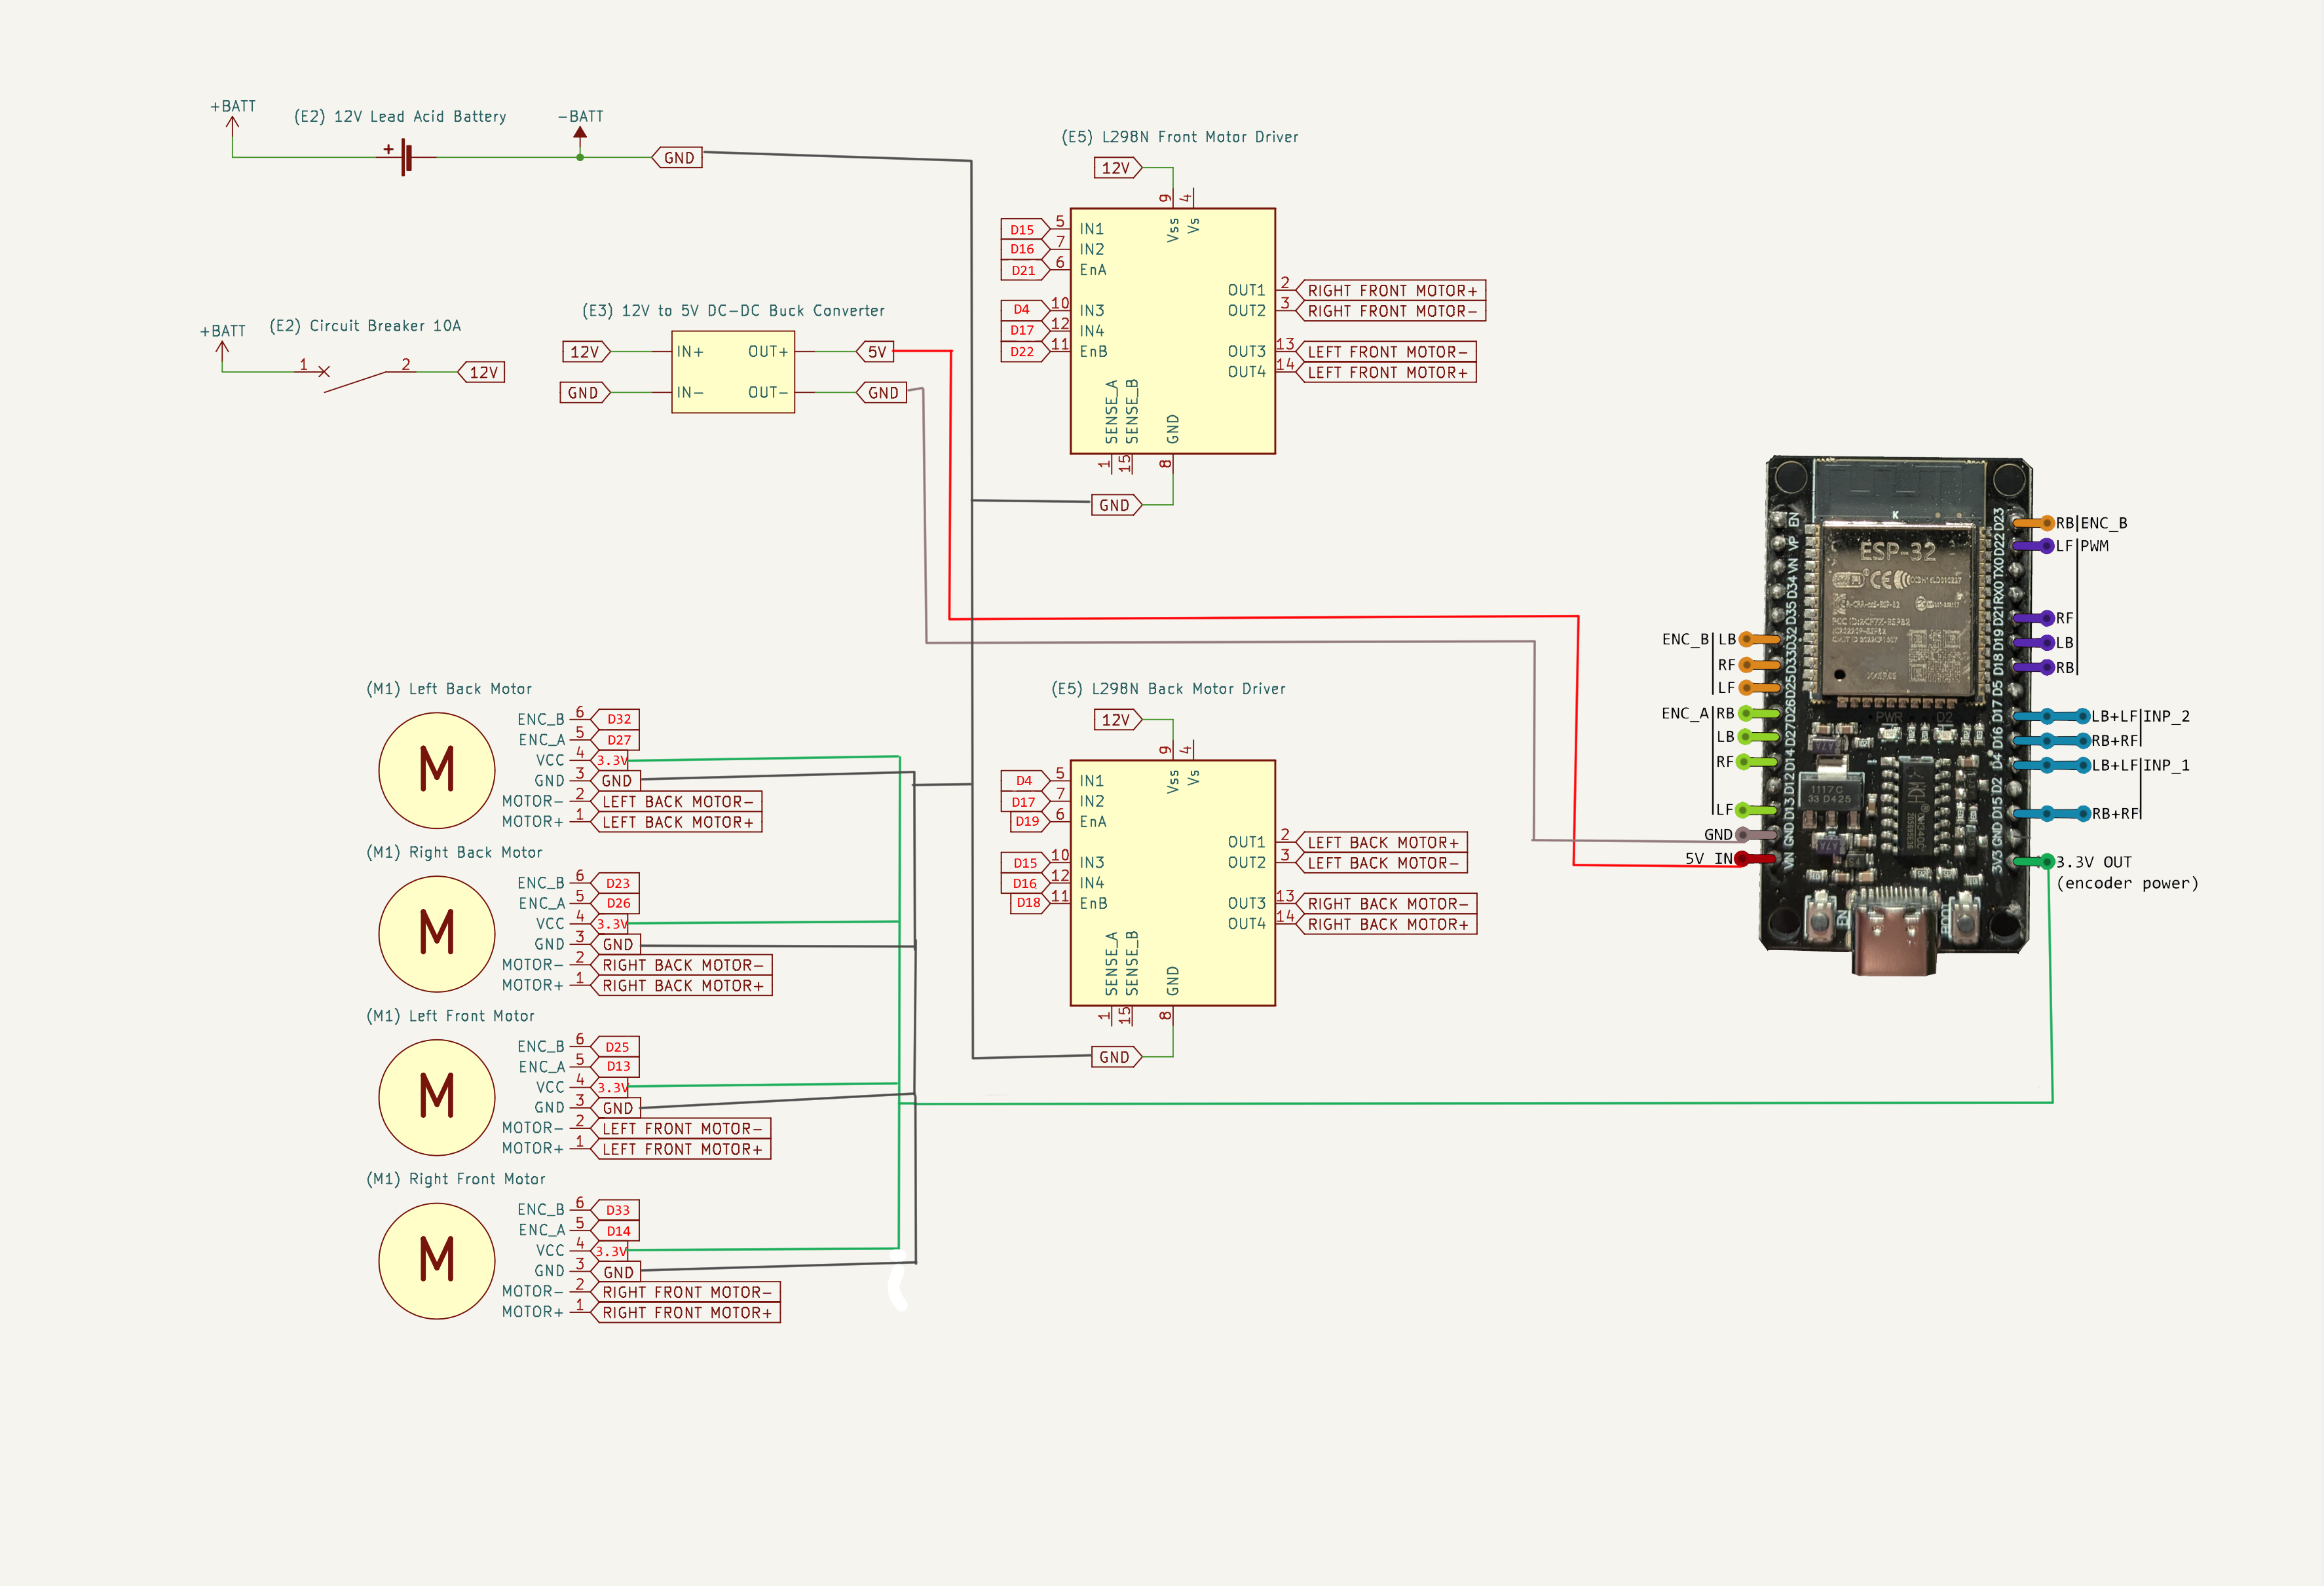 +BATT
(E2) 12V Lead Acid Battery
-BATT
+
GND
(E5) L298N Front Motor Driver
12V
9
4
Vss
Vs
D15 5 IN1
D16 7 IN2
D21 6 EnA
D4 10 IN3
D17 12 IN4
D22 11 EnB
OUT1 2 RIGHT FRONT MOTOR+
OUT2 3 RIGHT FRONT MOTOR-
OUT3 13 LEFT FRONT MOTOR-
OUT4 14 LEFT FRONT MOTOR+
SENSE_A
SENSE_B
GND
1
15
8
GND
+BATT
(E2) Circuit Breaker 10A
1
2
12V
(E3) 12V to 5V DC-DC Buck Converter
12V IN+ OUT+ 5V
GND IN- OUT- GND
(M1) Left Back Motor
M
ENC_B 6 D32
ENC_A 5 D27
VCC 4 3.3V
GND 3 GND
MOTOR- 2 LEFT BACK MOTOR-
MOTOR+ 1 LEFT BACK MOTOR+
(M1) Right Back Motor
M
ENC_B 6 D23
ENC_A 5 D26
VCC 4 3.3V
GND 3 GND
MOTOR- 2 RIGHT BACK MOTOR-
MOTOR+ 1 RIGHT BACK MOTOR+
(M1) Left Front Motor
M
ENC_B 6 D25
ENC_A 5 D13
VCC 4 3.3V
GND 3 GND
MOTOR- 2 LEFT FRONT MOTOR-
MOTOR+ 1 LEFT FRONT MOTOR+
(M1) Right Front Motor
M
ENC_B 6 D33
ENC_A 5 D14
VCC 4 3.3V
GND 3 GND
MOTOR- 2 RIGHT FRONT MOTOR-
MOTOR+ 1 RIGHT FRONT MOTOR+
(E5) L298N Back Motor Driver
12V
9
4
Vss
Vs
D4 5 IN1
D17 7 IN2
D19 6 EnA
D15 10 IN3
D16 12 IN4
D18 11 EnB
OUT1 2 LEFT BACK MOTOR+
OUT2 3 LEFT BACK MOTOR-
OUT3 13 RIGHT BACK MOTOR-
OUT4 14 RIGHT BACK MOTOR+
SENSE_A
SENSE_B
GND
1
15
8
GND
ENC_B LB
RF
LF
ENC_A RB
LB
RF
LF
GND
5V IN
VIN GND D13 D12 D14 D27 D26 D25 D33 D32 D35 D34 VN VP EN
K
ESP-32
CE
PWR
D2
1117C
33 D425
EN
BOOT
3V3 GND D15 D2 D4 D16 D17 D5 D18 D19 D21 RX0 TX0 D22 D23
RB ENC_B
LF PWM
RF
LB
RB
LB+LF INP_2
RB+RF
LB+LF INP_1
RB+RF
3.3V OUT
(encoder power)